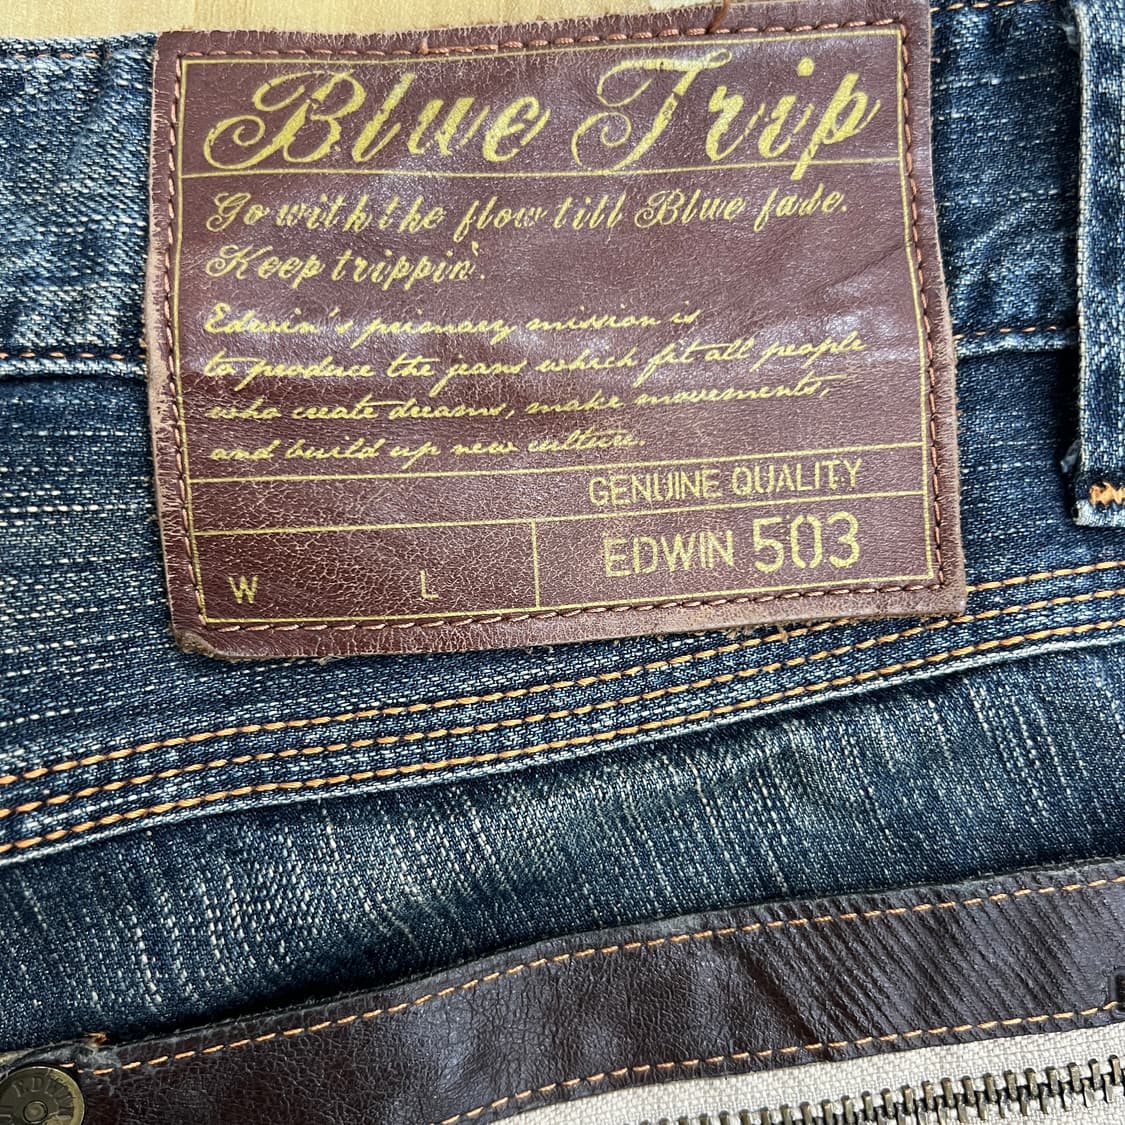 Blue Trip
Go with the flow till Blue fade.
Keep trippin'.
Edwin's primary mission is
to produce the jeans which fit all people
who create dreams, make movements,
and build up new culture.
GENUINE QUALITY
W L EDWIN 503
EDWIN